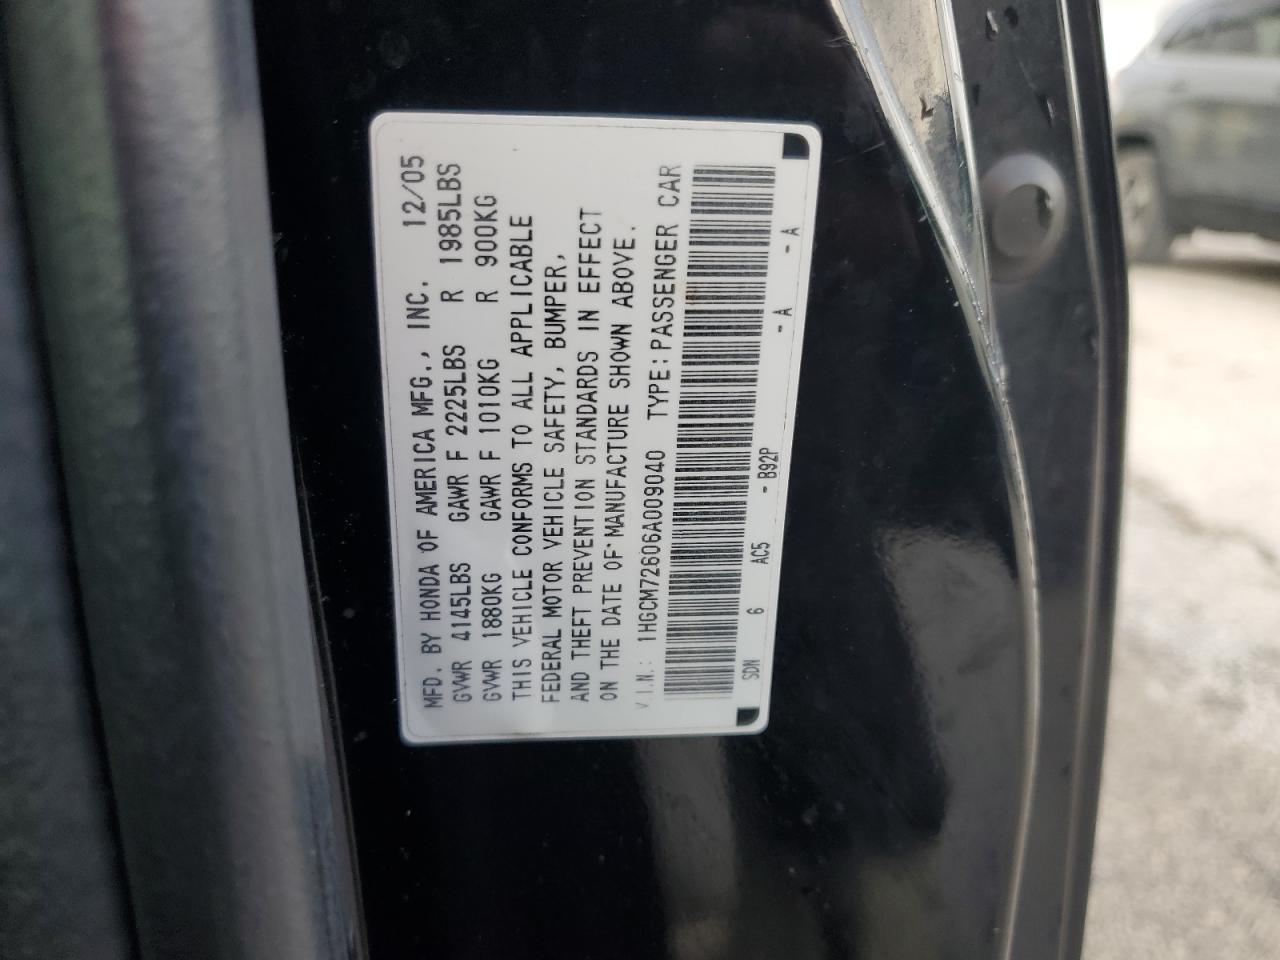 MFD. BY HONDA OF AMERICA MFG., INC. 12/05
GVWR 4145LBS GAWR F 2225LBS R 1985LBS
GVWR 1880KG GAWR F 1010KG R 900KG
THIS VEHICLE CONFORMS TO ALL APPLICABLE
FEDERAL MOTOR VEHICLE SAFETY, BUMPER,
AND THEFT PREVENTION STANDARDS IN EFFECT
ON THE DATE OF MANUFACTURE SHOWN ABOVE.
V.I.N.: 1HGCM72606A009040 TYPE:PASSENGER CAR
SDN 6 AC5 - B92P - A - A